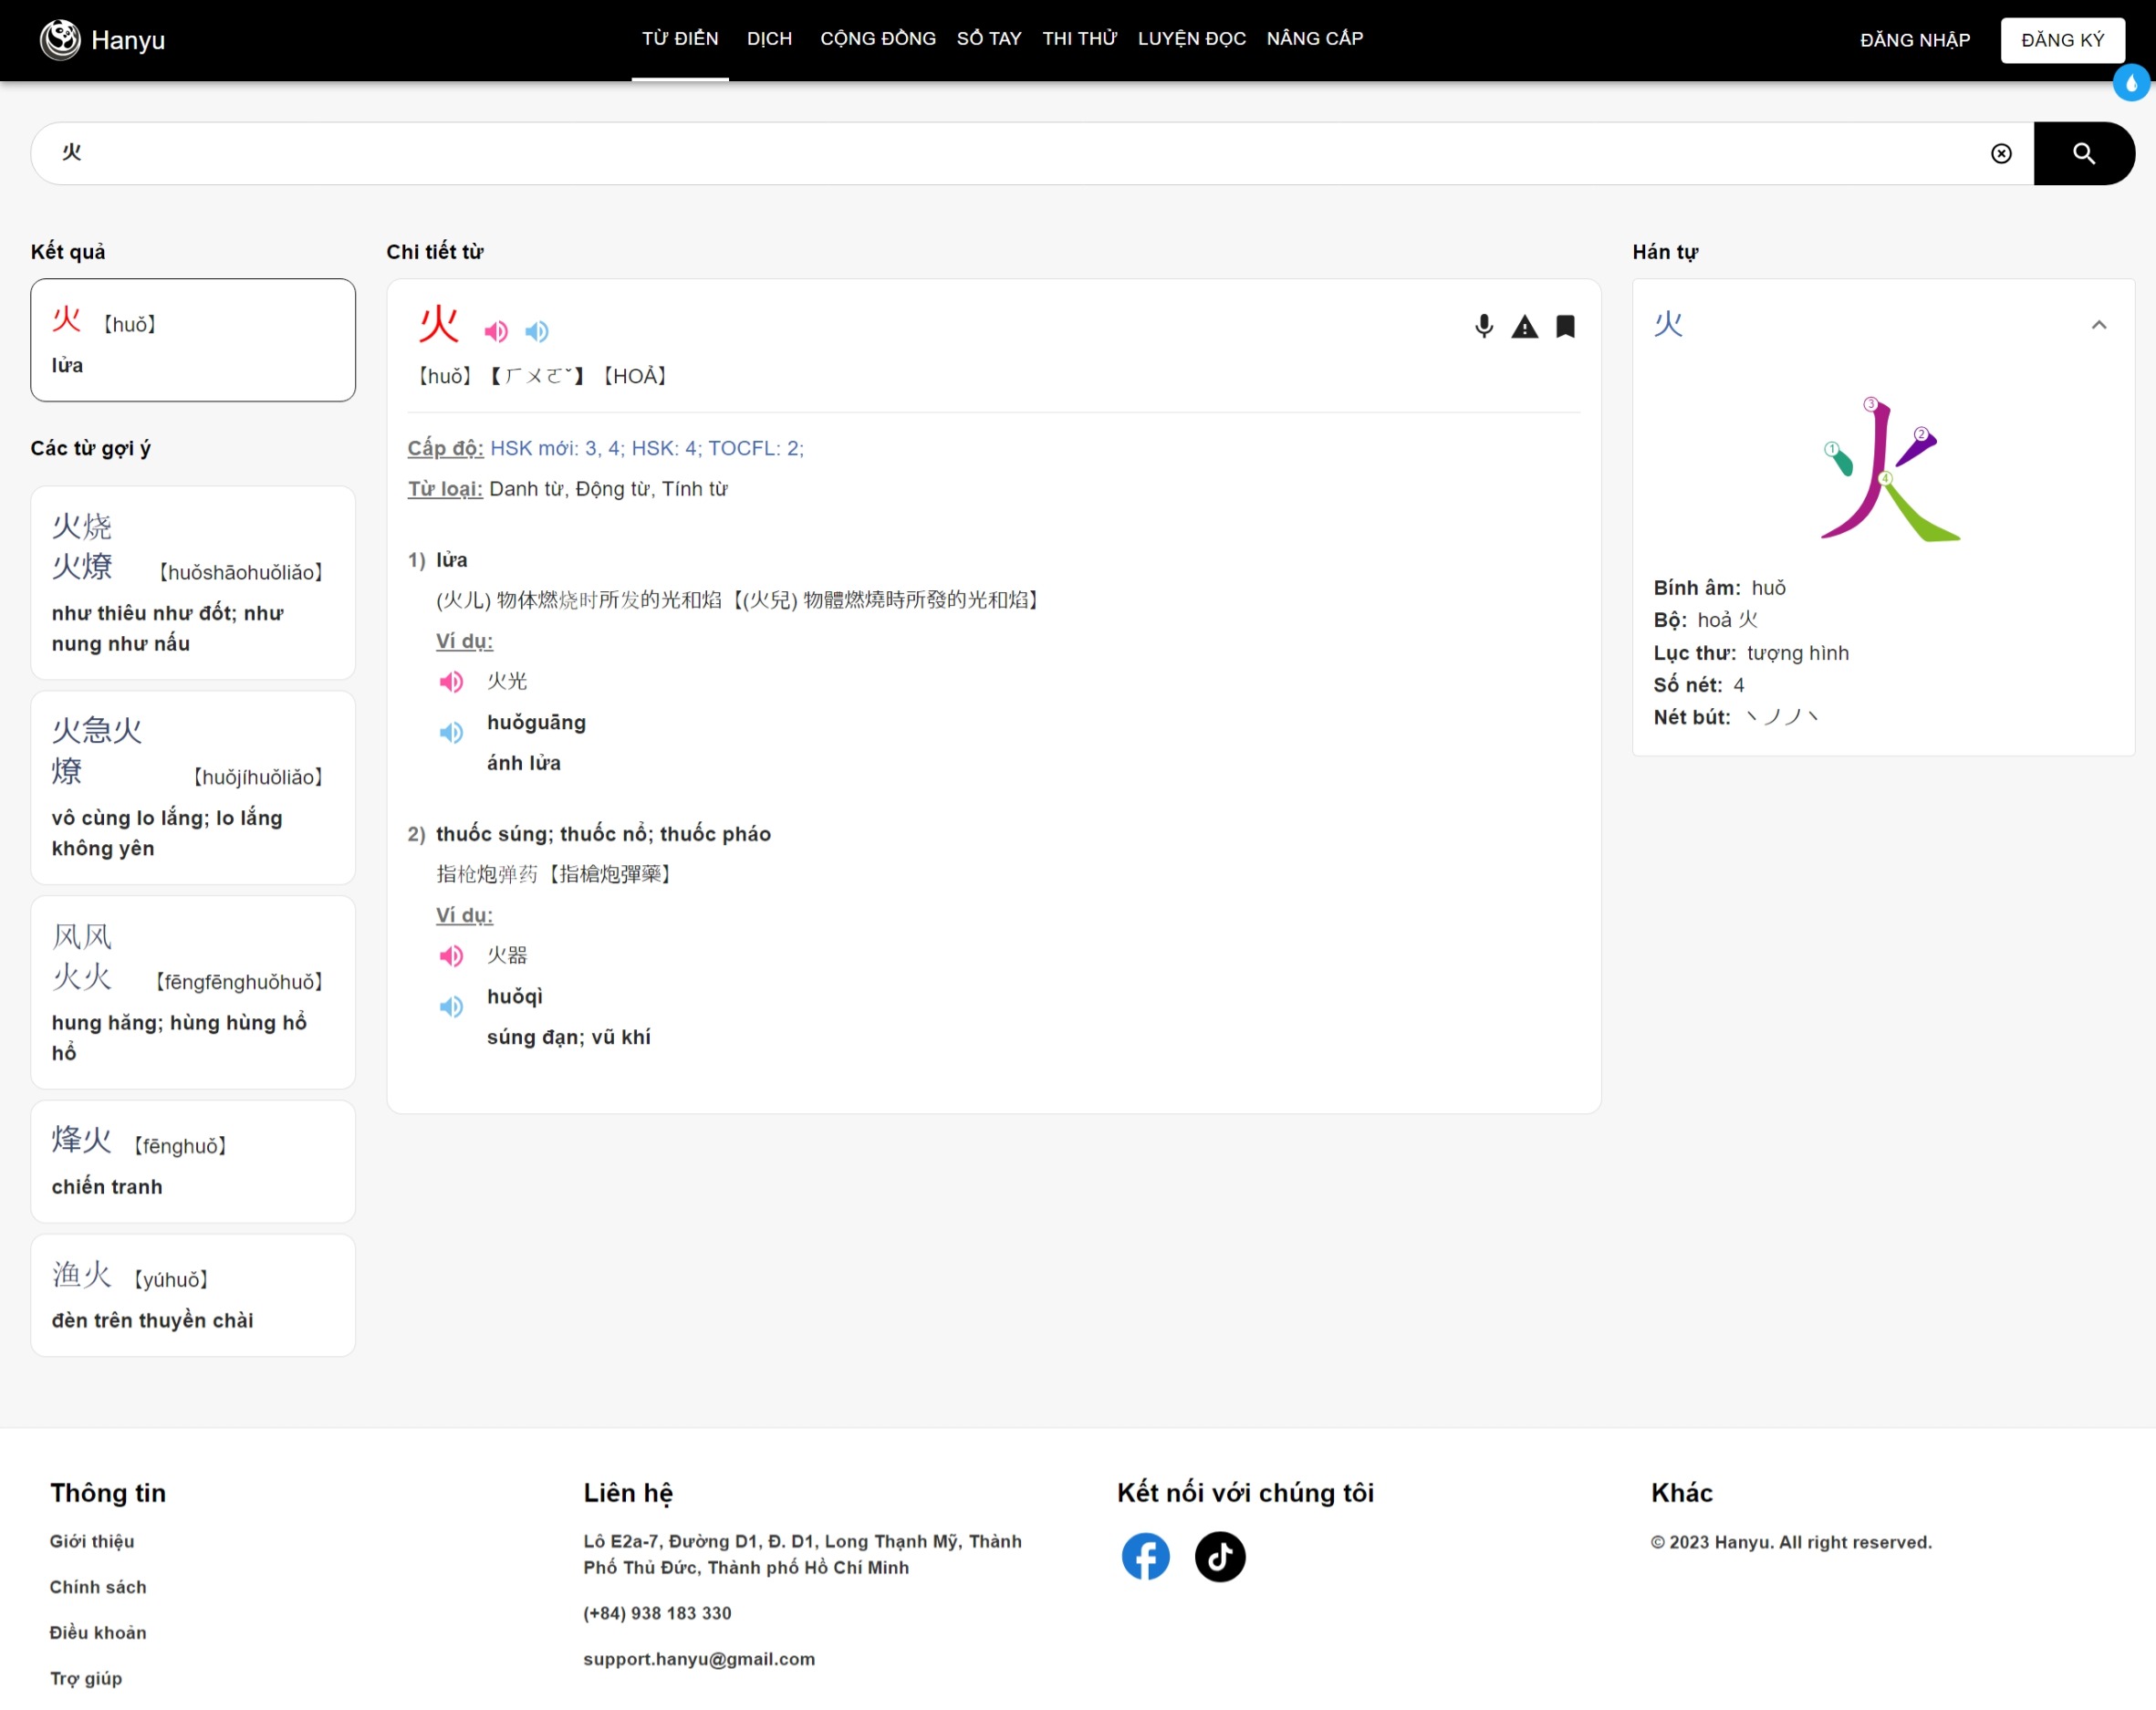 Hanyu
TỪ ĐIỂN
DỊCH
CỘNG ĐỒNG
SỔ TAY
THI THỬ
LUYỆN ĐỌC
NÂNG CẤP
ĐĂNG NHẬP
ĐĂNG KÝ
火
Kết quả
火 【huǒ】
lửa
Các từ gợi ý
火烧
火燎 【huǒshāohuǒliǎo】
như thiêu như đốt; như
nung như nấu
火急火
燎 【huǒjíhuǒliǎo】
vô cùng lo lắng; lo lắng
không yên
风风
火火 【fēngfēnghuǒhuǒ】
hung hăng; hùng hùng hổ
hổ
烽火 【fēnghuǒ】
chiến tranh
渔火 【yúhuǒ】
đèn trên thuyền chài
Chi tiết từ
火
【huǒ】 【ㄏㄨㄛˇ】 【HOẢ】
Cấp độ: HSK mới: 3, 4; HSK: 4; TOCFL: 2;
Từ loại: Danh từ, Động từ, Tính từ
1) lửa
(火儿) 物体燃烧时所发的光和焰【(火兒) 物體燃燒時所發的光和焰】
Ví dụ:
火光
huǒguāng
ánh lửa
2) thuốc súng; thuốc nổ; thuốc pháo
指枪炮弹药【指槍炮彈藥】
Ví dụ:
火器
huǒqì
súng đạn; vũ khí
Hán tự
火
3
2
1
4
Bính âm: huǒ
Bộ: hoả 火
Lục thư: tượng hình
Số nét: 4
Nét bút: 丶ノノ丶
Thông tin
Giới thiệu
Chính sách
Điều khoản
Trợ giúp
Liên hệ
Lô E2a-7, Đường D1, Đ. D1, Long Thạnh Mỹ, Thành
Phố Thủ Đức, Thành phố Hồ Chí Minh
(+84) 938 183 330
support.hanyu@gmail.com
Kết nối với chúng tôi
Khác
© 2023 Hanyu. All right reserved.